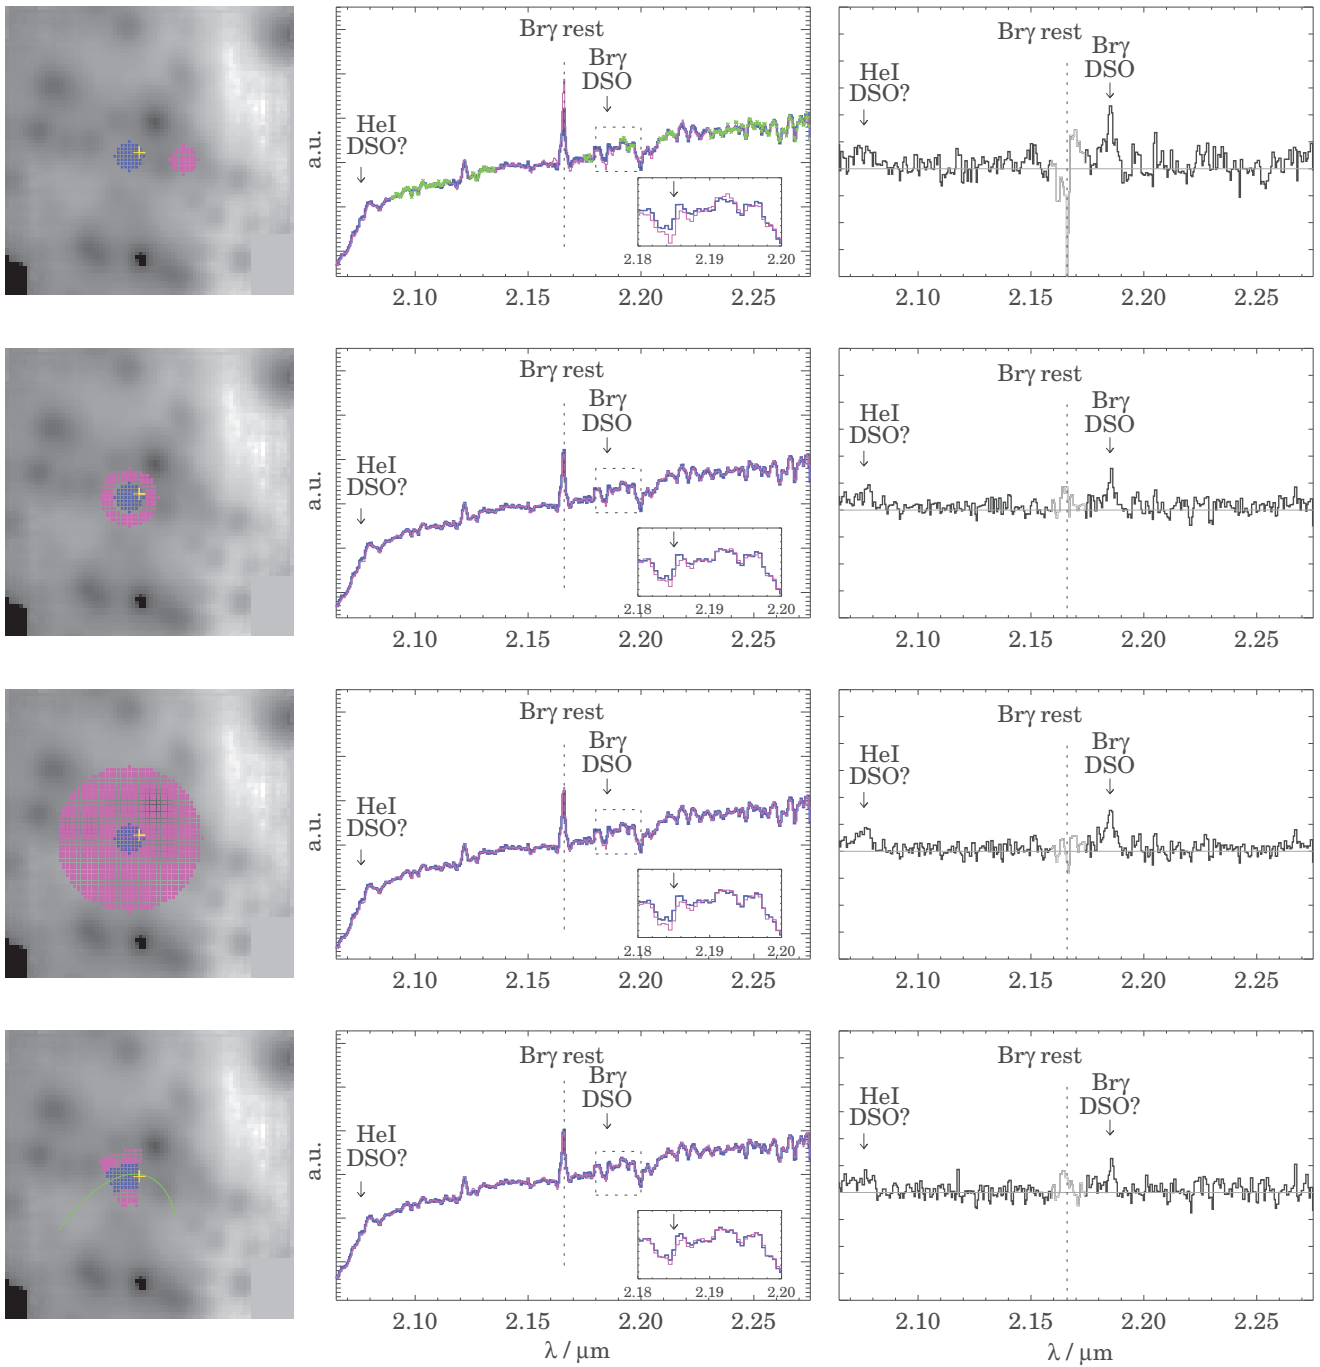 Brγ rest
Brγ
DSO
HeI
DSO?
a.u.
2.18 2.19 2.20
2.10 2.15 2.20 2.25
Brγ rest
Brγ
DSO
HeI
DSO?
2.10 2.15 2.20 2.25
Brγ rest
Brγ
DSO
HeI
DSO?
a.u.
2.18 2.19 2.20
2.10 2.15 2.20 2.25
Brγ rest
Brγ
DSO
HeI
DSO?
2.10 2.15 2.20 2.25
Brγ rest
Brγ
DSO
HeI
DSO?
a.u.
2.18 2.19 2.20
2.10 2.15 2.20 2.25
Brγ rest
Brγ
DSO
HeI
DSO?
2.10 2.15 2.20 2.25
Brγ rest
Brγ
DSO
HeI
DSO?
a.u.
2.18 2.19 2.20
2.10 2.15 2.20 2.25
λ / μm
Brγ rest
Brγ
DSO?
HeI
DSO?
2.10 2.15 2.20 2.25
λ / μm